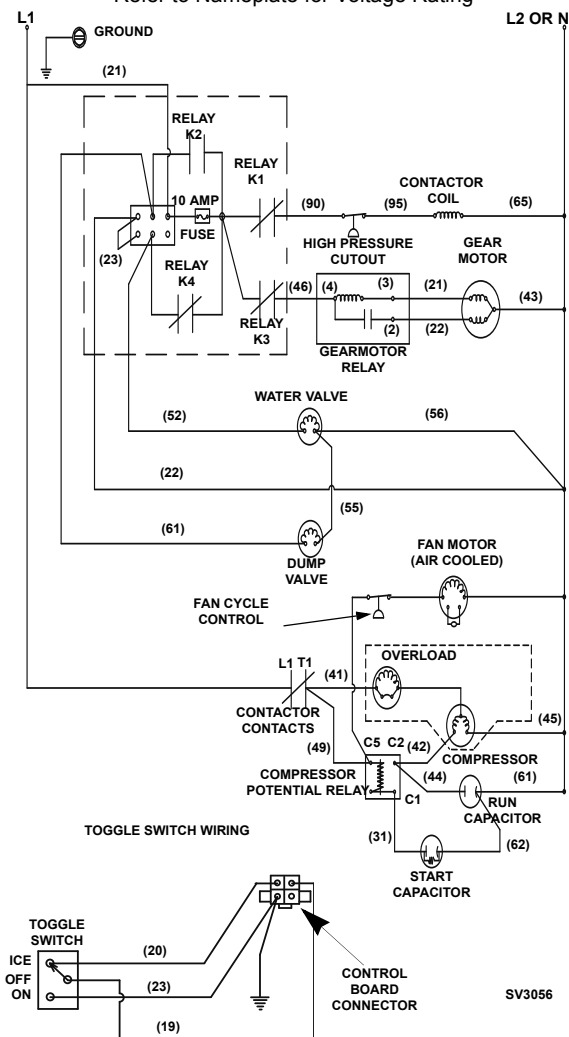 Refer to Nameplate for Voltage Rating
L1
L2 OR N
GROUND
(21)
RELAY
K2
RELAY
K1
10 AMP
FUSE
(90)
(95)
CONTACTOR
COIL
(65)
HIGH PRESSURE
CUTOUT
GEAR
MOTOR
(23)
RELAY
K4
RELAY
K3
(46)
(4)
(3)
(21)
(43)
(2)
(22)
GEARMOTOR
RELAY
WATER VALVE
(52)
(56)
(22)
(55)
(61)
DUMP
VALVE
FAN MOTOR
(AIR COOLED)
FAN CYCLE
CONTROL
L1 T1
(41)
OVERLOAD
CONTACTOR
CONTACTS
(49)
C5 C2
(42)
(45)
COMPRESSOR
COMPRESSOR
POTENTIAL RELAY
(44)
(61)
C1
RUN
CAPACITOR
TOGGLE SWITCH WIRING
(31)
(62)
START
CAPACITOR
TOGGLE
SWITCH
ICE
OFF
ON
(20)
(23)
(19)
CONTROL
BOARD
CONNECTOR
SV3056